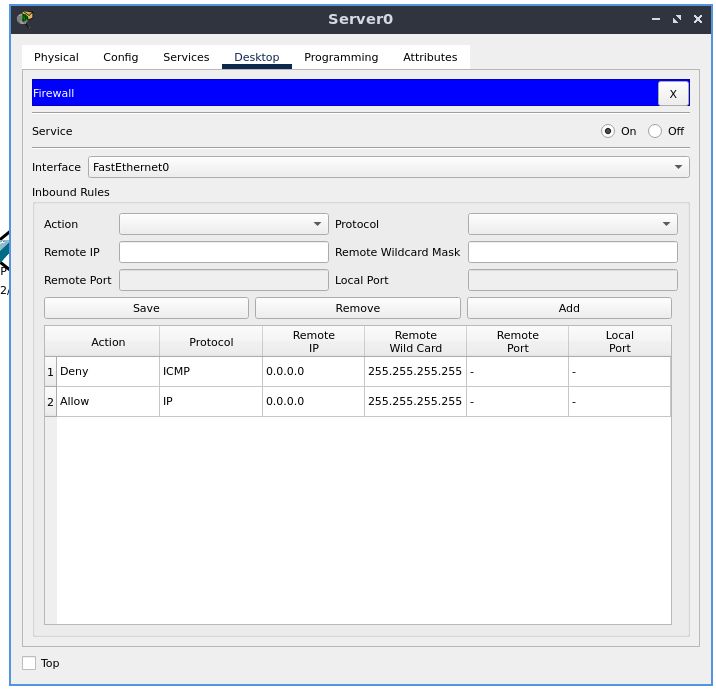 Server0
Physical Config Services Desktop Programming Attributes
Firewall X
Service On Off
Interface FastEthernet0
Inbound Rules
Action Protocol
Remote IP Remote Wildcard Mask
Remote Port Local Port
Save Remove Add
Action Protocol Remote IP Remote Wild Card Remote Port Local Port
1 Deny ICMP 0.0.0.0 255.255.255.255 - -
2 Allow IP 0.0.0.0 255.255.255.255 - -
P
2/
Top